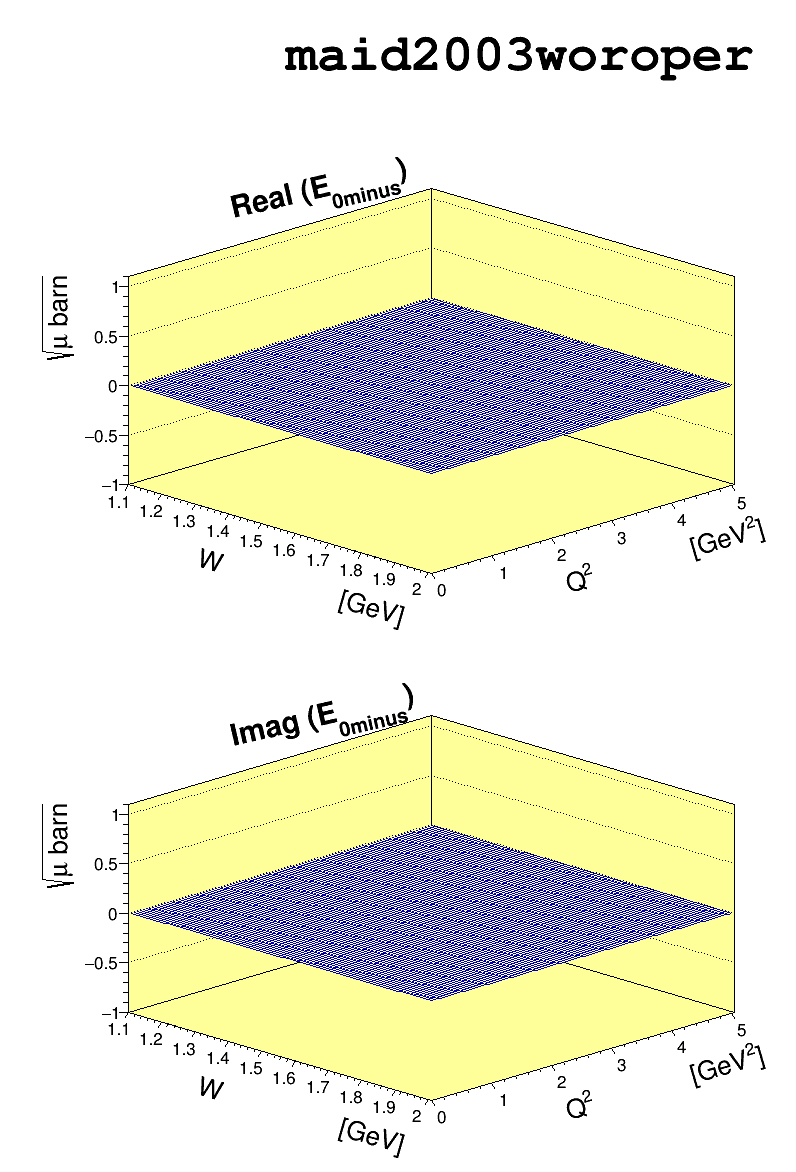 maid2003woroper
Real (E0minus)
√μ barn
1
0.5
0
−0.5
−1
1.1 1.2 1.3 1.4 1.5 1.6 1.7 1.8 1.9 2
W
[GeV]
0 1 2 3 4 5
Q²
[GeV²]
Imag (E0minus)
√μ barn
1
0.5
0
−0.5
−1
1.1 1.2 1.3 1.4 1.5 1.6 1.7 1.8 1.9 2
W
[GeV]
0 1 2 3 4 5
Q²
[GeV²]